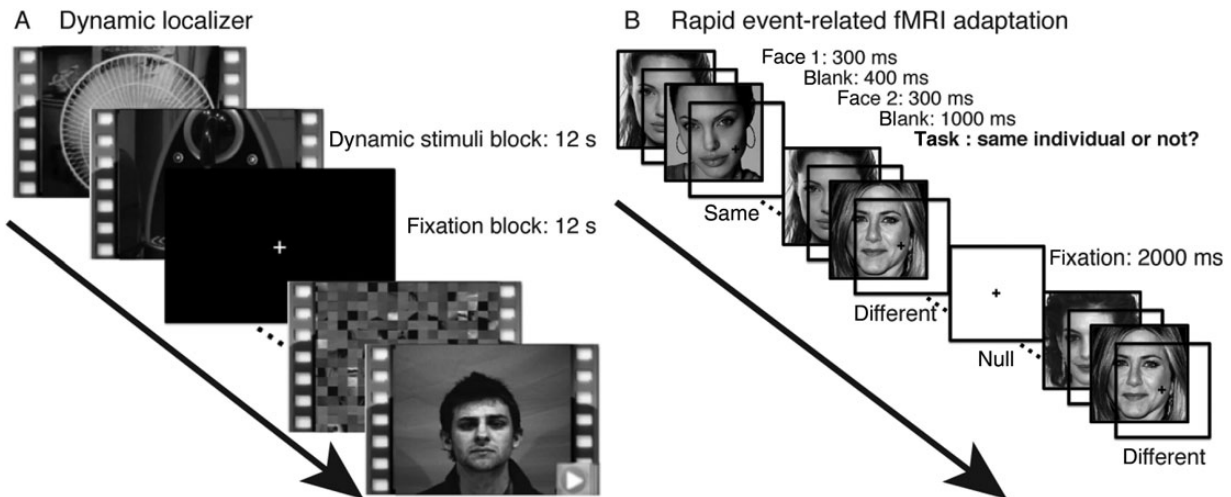 A Dynamic localizer
Dynamic stimuli block: 12 s
Fixation block: 12 s
B Rapid event-related fMRI adaptation
Face 1: 300 ms
Blank: 400 ms
Face 2: 300 ms
Blank: 1000 ms
Task : same individual or not?
Same
Different
Fixation: 2000 ms
Null
Different